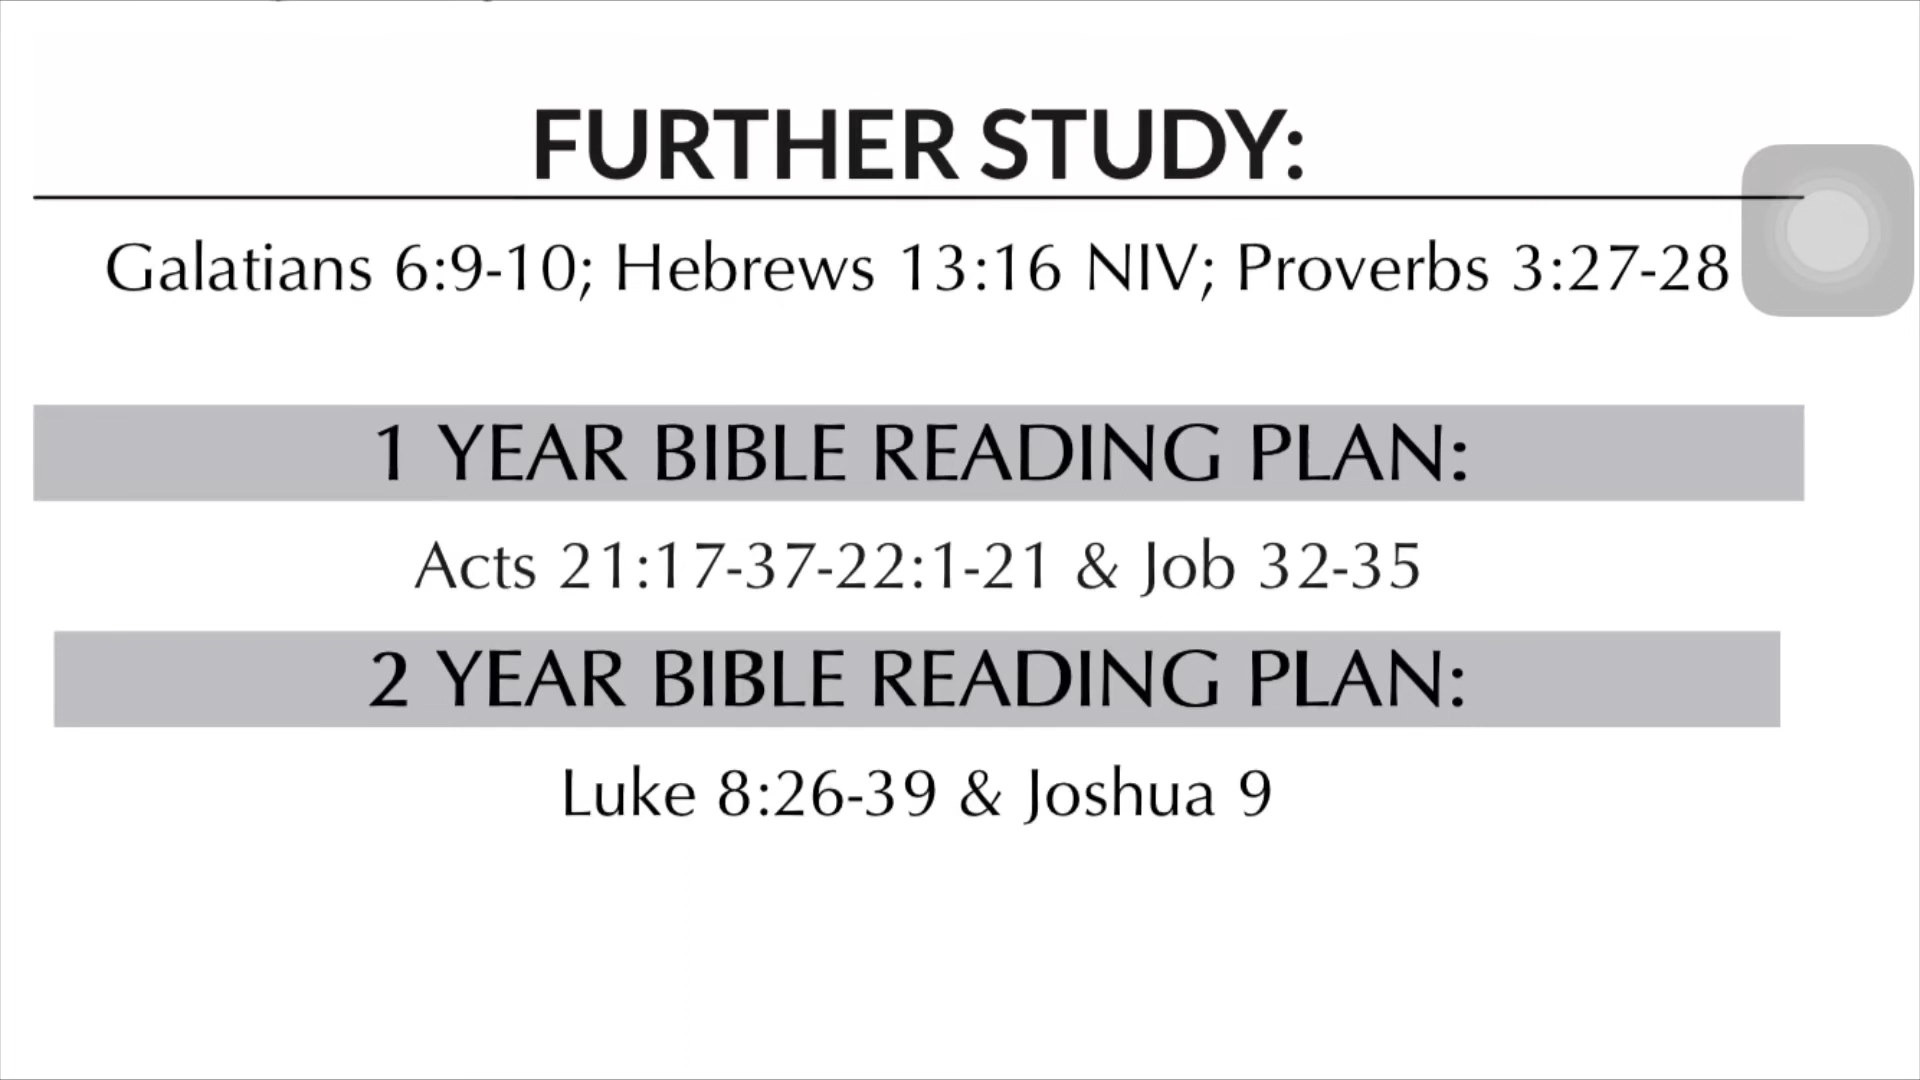 FURTHER STUDY:
Galatians 6:9-10; Hebrews 13:16 NIV; Proverbs 3:27-28
1 YEAR BIBLE READING PLAN:
Acts 21:17-37-22:1-21 & Job 32-35
2 YEAR BIBLE READING PLAN:
Luke 8:26-39 & Joshua 9